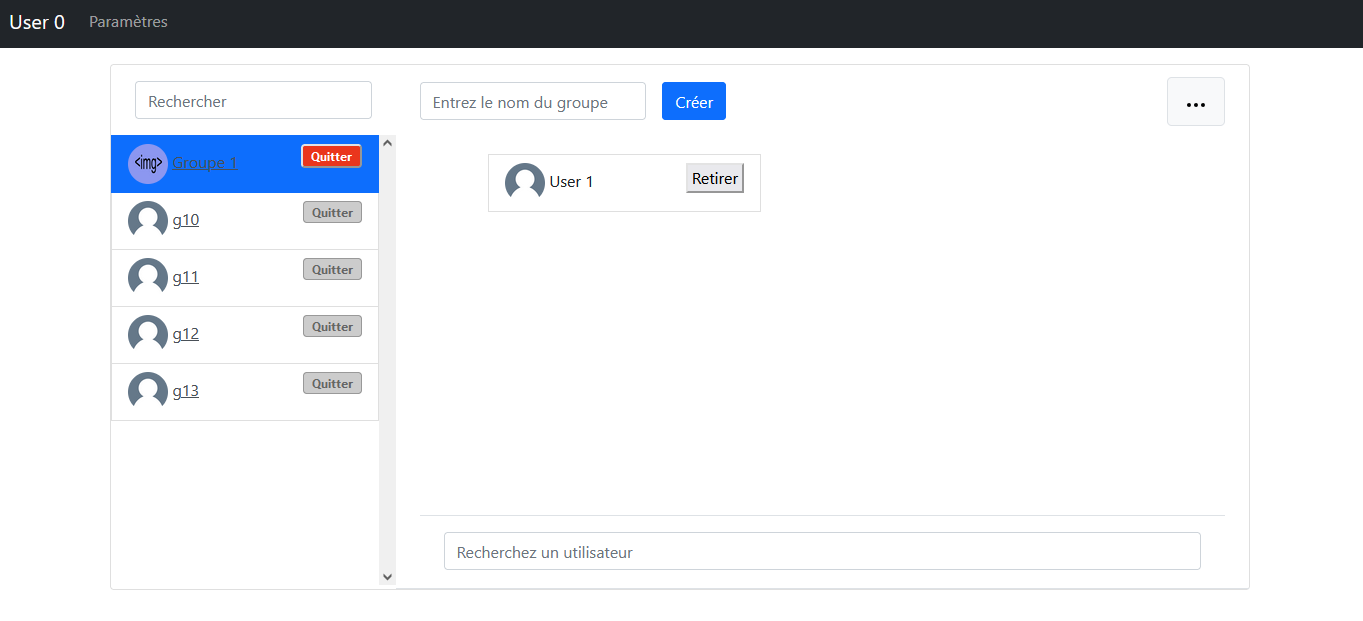 User 0 Paramètres
Rechercher
Entrez le nom du groupe Créer ...
<img> Groupe 1 Quitter
User 1 Retirer
g10 Quitter
g11 Quitter
g12 Quitter
g13 Quitter
Recherchez un utilisateur